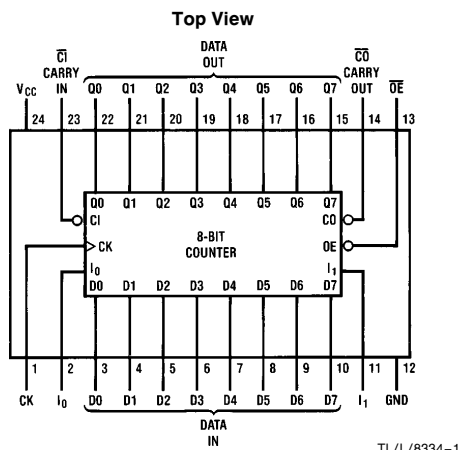 Top View
CI
CARRY
IN
DATA
OUT
CO
CARRY
OUT
VCC
Q0 Q1 Q2 Q3 Q4 Q5 Q6 Q7
OE
24 23 22 21 20 19 18 17 16 15 14 13
Q0 Q1 Q2 Q3 Q4 Q5 Q6 Q7
CI CO
8-BIT
COUNTER
CK OE
I0 I1
D0 D1 D2 D3 D4 D5 D6 D7
1 2 3 4 5 6 7 8 9 10 11 12
CK I0 D0 D1 D2 D3 D4 D5 D6 D7 I1 GND
DATA
IN
TL/L/8334-1